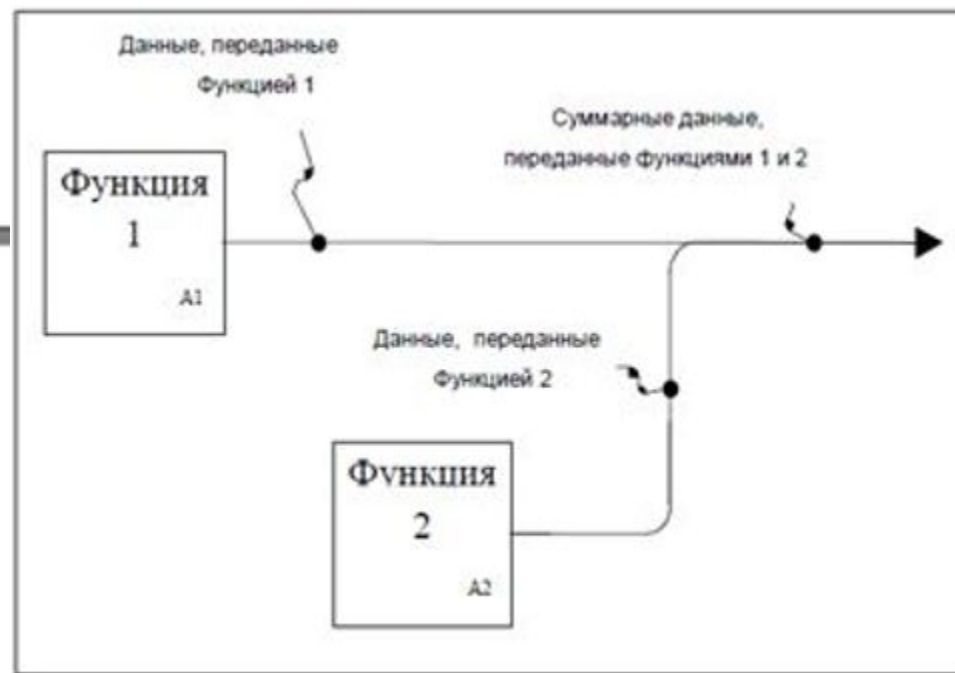 Данные, переданные
Функцией 1
Суммарные данные,
переданные функциями 1 и 2
Функция
1
A1
Данные, переданные
Функцией 2
Функция
2
A2